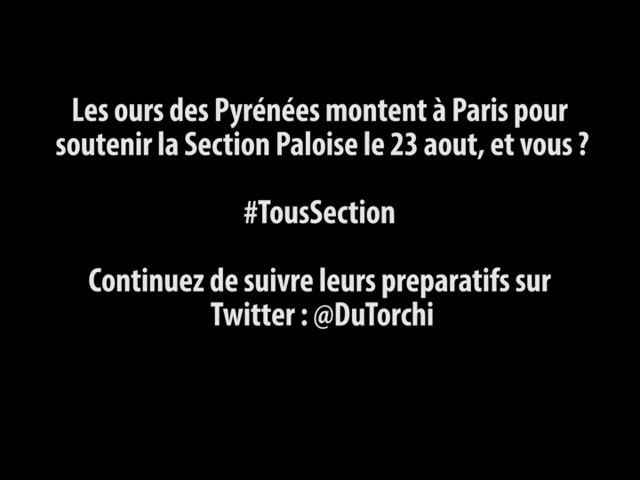 Les ours des Pyrénées montent à Paris pour
soutenir la Section Paloise le 23 aout, et vous ?
#TousSection
Continuez de suivre leurs preparatifs sur
Twitter : @DuTorchi